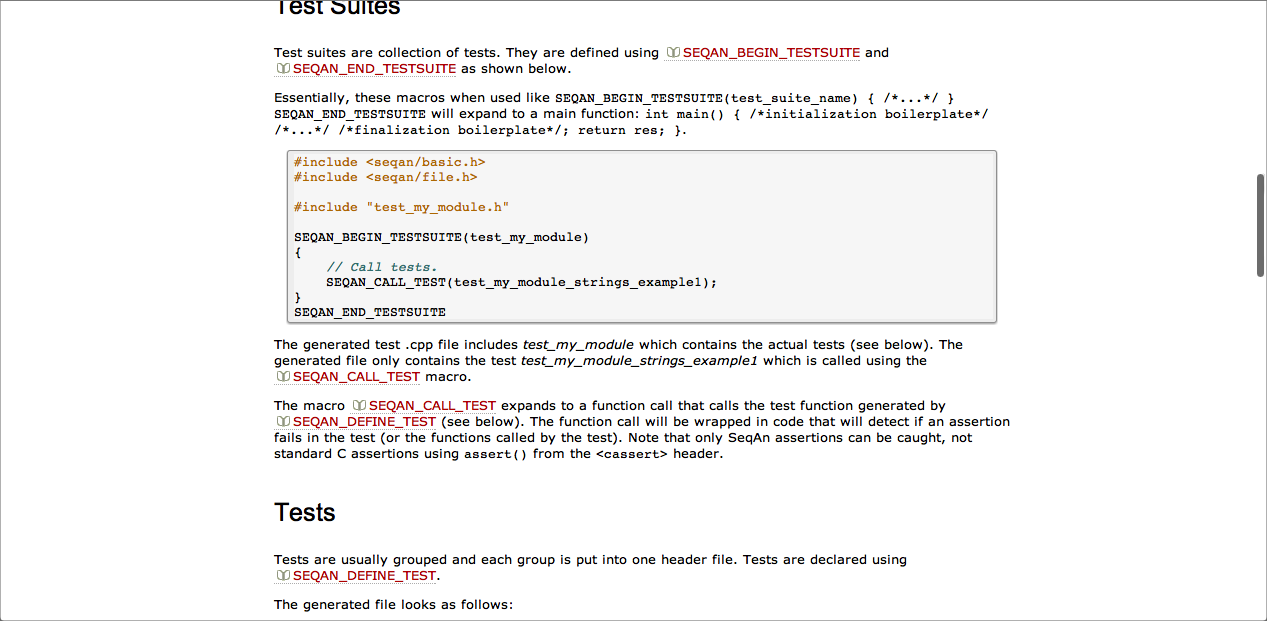 Test Suites
Test suites are collection of tests. They are defined using SEQAN_BEGIN_TESTSUITE and
SEQAN_END_TESTSUITE as shown below.
Essentially, these macros when used like SEQAN_BEGIN_TESTSUITE(test_suite_name) { /*...*/ }
SEQAN_END_TESTSUITE will expand to a main function: int main() { /*initialization boilerplate*/
/*...*/ /*finalization boilerplate*/; return res; }.
#include <seqan/basic.h>
#include <seqan/file.h>
#include "test_my_module.h"
SEQAN_BEGIN_TESTSUITE(test_my_module)
{
    // Call tests.
    SEQAN_CALL_TEST(test_my_module_strings_example1);
}
SEQAN_END_TESTSUITE
The generated test .cpp file includes test_my_module which contains the actual tests (see below). The
generated file only contains the test test_my_module_strings_example1 which is called using the
SEQAN_CALL_TEST macro.
The macro SEQAN_CALL_TEST expands to a function call that calls the test function generated by
SEQAN_DEFINE_TEST (see below). The function call will be wrapped in code that will detect if an assertion
fails in the test (or the functions called by the test). Note that only SeqAn assertions can be caught, not
standard C assertions using assert() from the <cassert> header.
Tests
Tests are usually grouped and each group is put into one header file. Tests are declared using
SEQAN_DEFINE_TEST.
The generated file looks as follows: